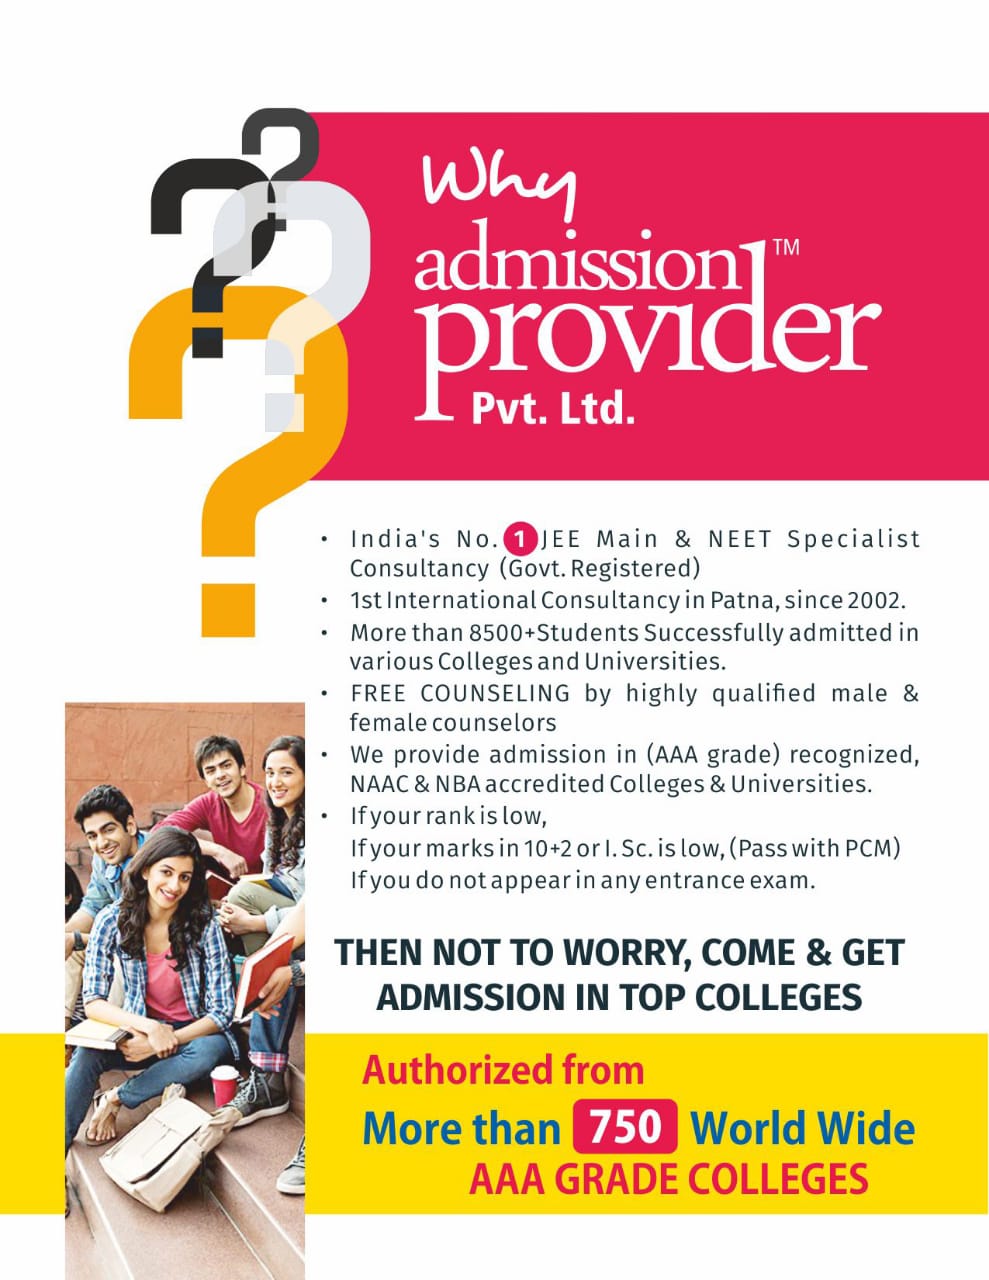 Why
admission™
provider
Pvt. Ltd.
• India's No. 1 JEE Main & NEET Specialist
Consultancy (Govt. Registered)
• 1st International Consultancy in Patna, since 2002.
• More than 8500+Students Successfully admitted in
various Colleges and Universities.
• FREE COUNSELING by highly qualified male &
female counselors
• We provide admission in (AAA grade) recognized,
NAAC & NBA accredited Colleges & Universities.
• If your rank is low,
If your marks in 10+2 or I. Sc. is low, (Pass with PCM)
If you do not appear in any entrance exam.
THEN NOT TO WORRY, COME & GET
ADMISSION IN TOP COLLEGES
Authorized from
More than 750 World Wide
AAA GRADE COLLEGES